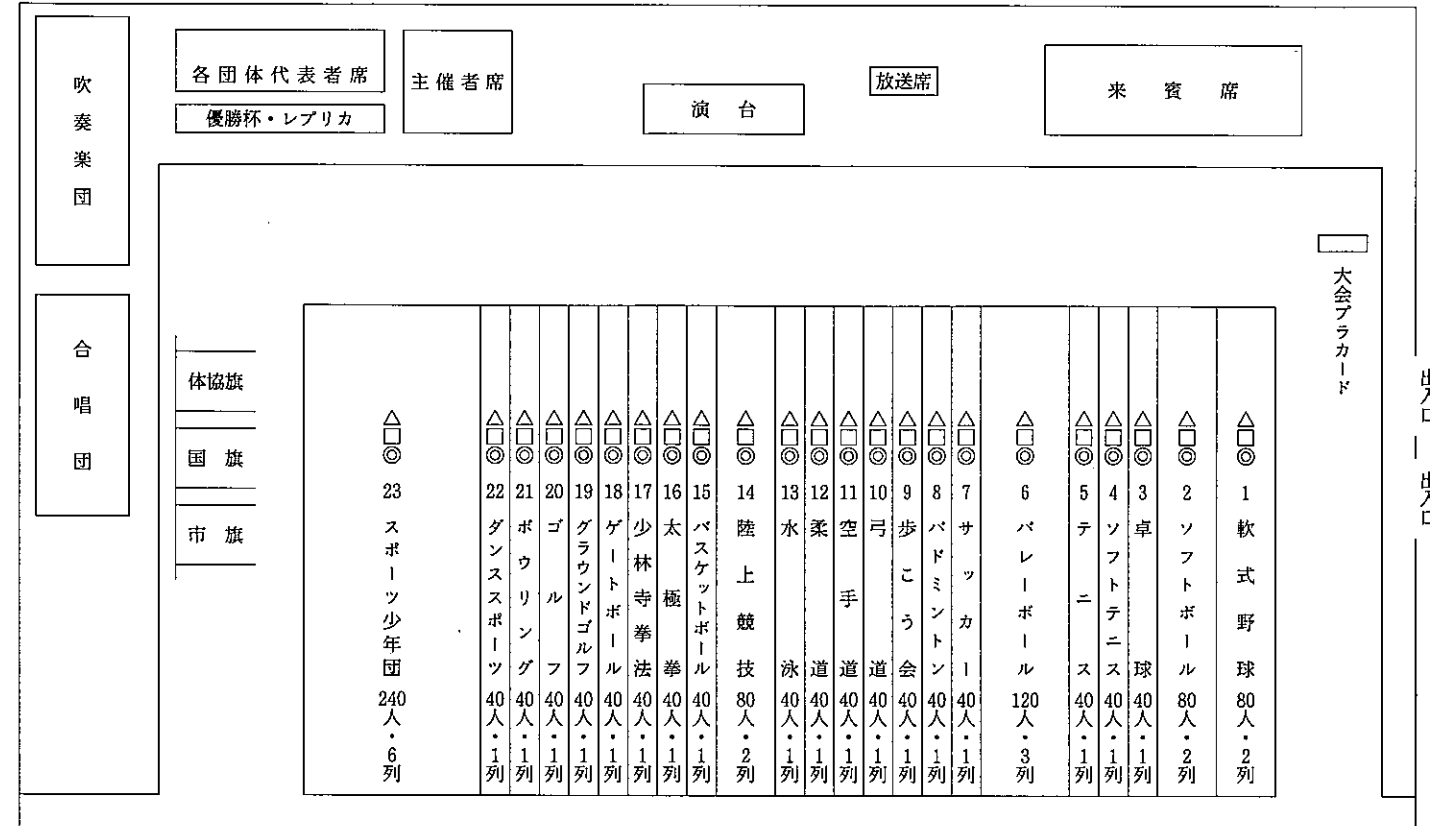 吹奏楽団
各団体代表者席
優勝杯・レプリカ
主催者席
演台
放送席
来賓席
合唱団
体協旗
国旗
市旗
大会プラカード
出入口
出入口
△□◎ 1 軟式野球 80人・2列
△□◎ 2 ソフトボール 80人・2列
△□◎ 3 卓球 40人・1列
△□◎ 4 ソフトテニス 40人・1列
△□◎ 5 テニス 40人・1列
△□◎ 6 バレーボール 120人・3列
△□◎ 7 サッカー 40人・1列
△□◎ 8 バドミントン 40人・1列
△□◎ 9 歩こう会 40人・1列
△□◎ 10 弓道 40人・1列
△□◎ 11 空手道 40人・1列
△□◎ 12 柔道 40人・1列
△□◎ 13 水泳 40人・1列
△□◎ 14 陸上競技 80人・2列
△□◎ 15 バスケットボール 40人・1列
△□◎ 16 太極拳 40人・1列
△□◎ 17 少林寺拳法 40人・1列
△□◎ 18 ゲートボール 40人・1列
△□◎ 19 グラウンドゴルフ 40人・1列
△□◎ 20 ゴルフ 40人・1列
△□◎ 21 ボウリング 40人・1列
△□◎ 22 ダンススポーツ 40人・1列
△□◎ 23 スポーツ少年団 240人・6列